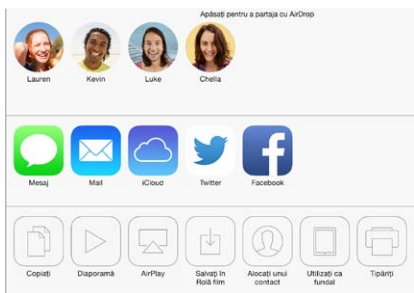 Apăsați pentru a partaja cu AirDrop
Lauren Kevin Luke Chella
Mesaj Mail iCloud Twitter Facebook
Copiați Diaporamă AirPlay Salvați în Rolă film Alocați unui contact Utilizați ca fundal Tipăriți